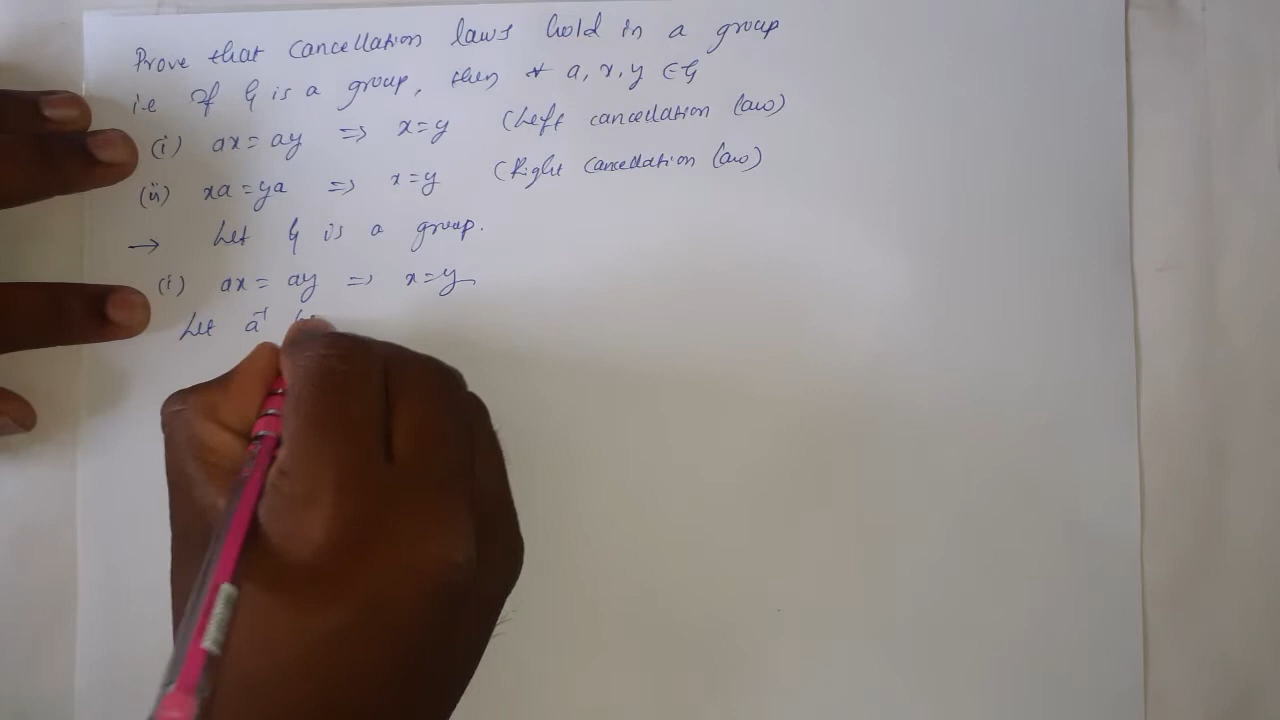 Prove that cancellation laws hold in a group
i.e If G is a group, then ∀ a, x, y ∈ G
(i) ax = ay ⇒ x = y (Left cancellation law)
(ii) xa = ya ⇒ x = y (Right cancellation law)
→ Let G is a group.
(i) ax = ay ⇒ x = y
Let a⁻¹